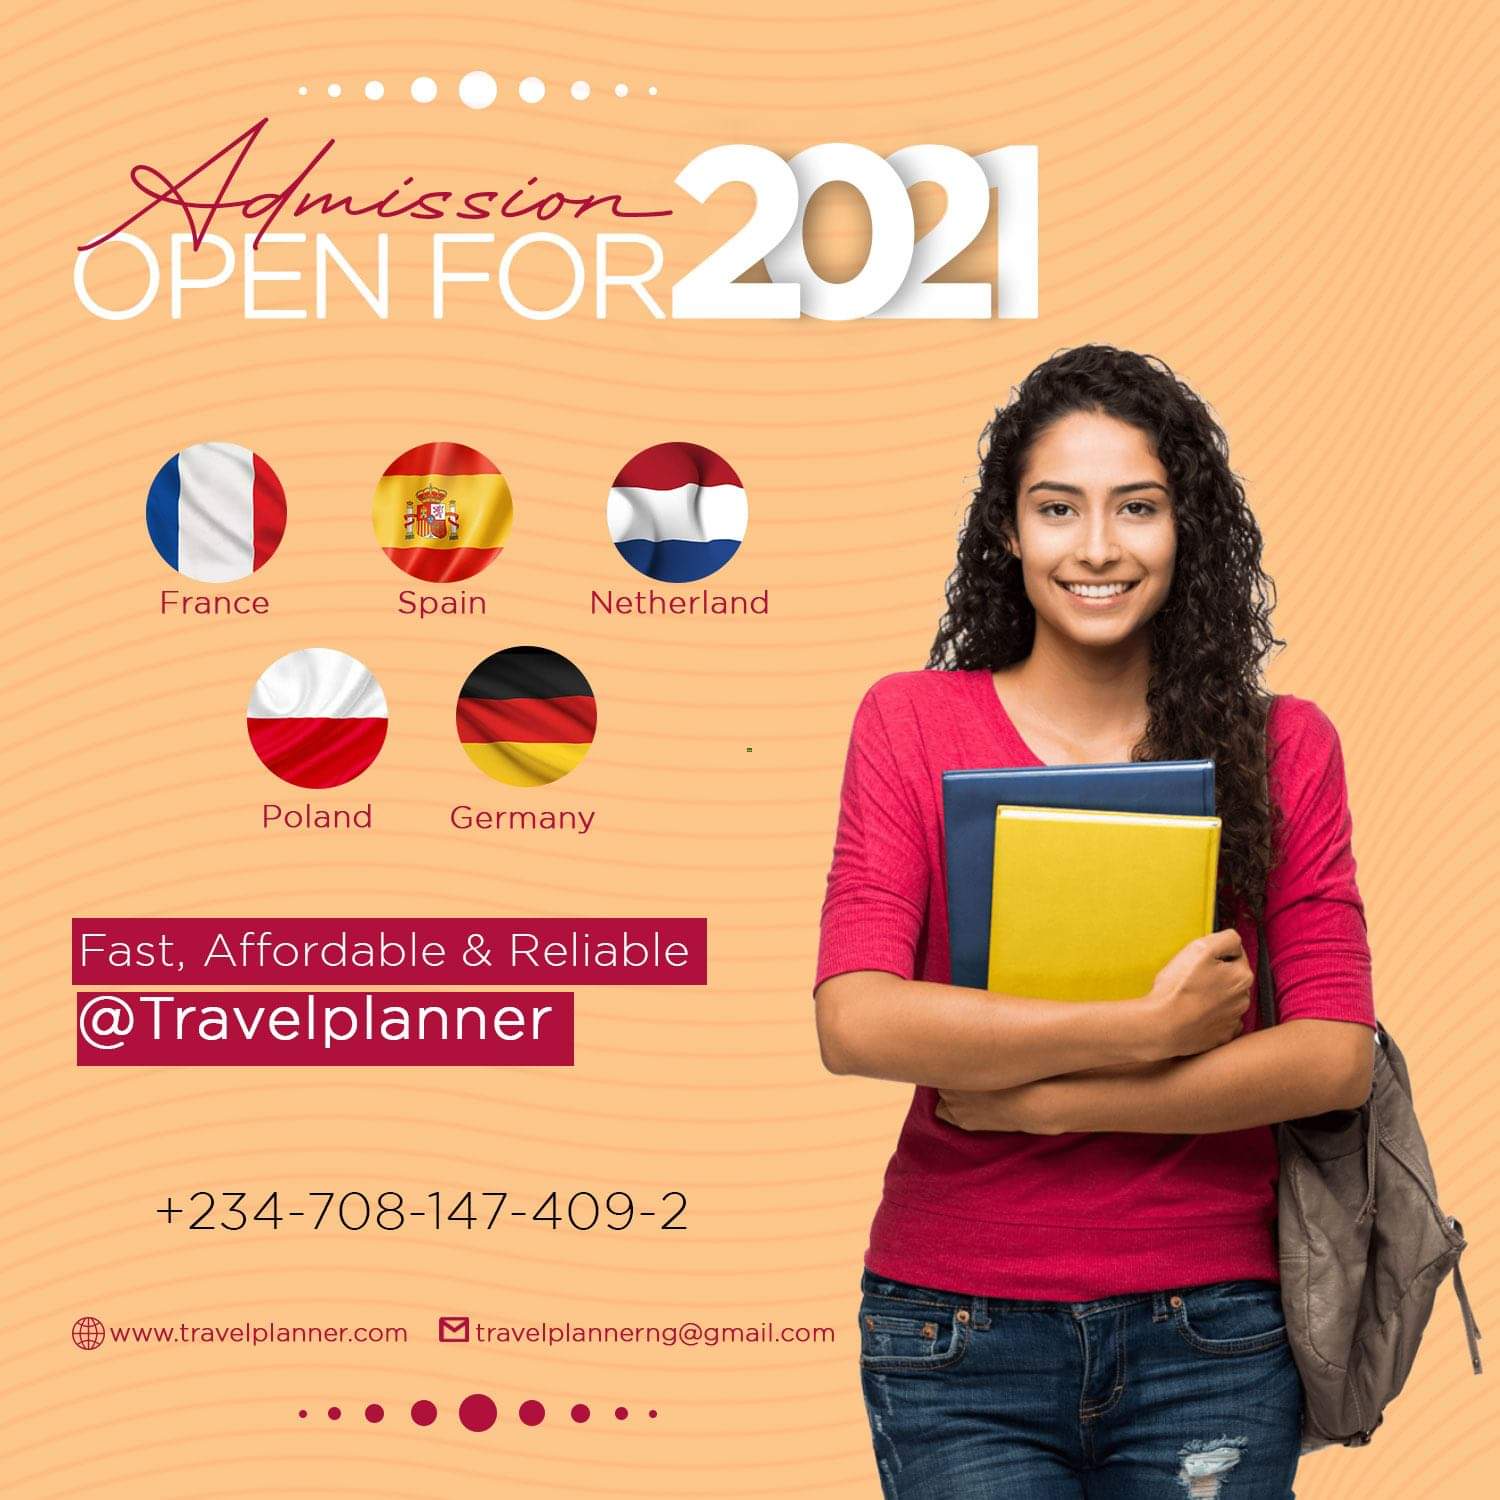 Admission
OPEN FOR 2021
France
Spain
Netherland
Poland
Germany
Fast, Affordable & Reliable
@Travelplanner
+234-708-147-409-2
www.travelplanner.com
travelplannerng@gmail.com